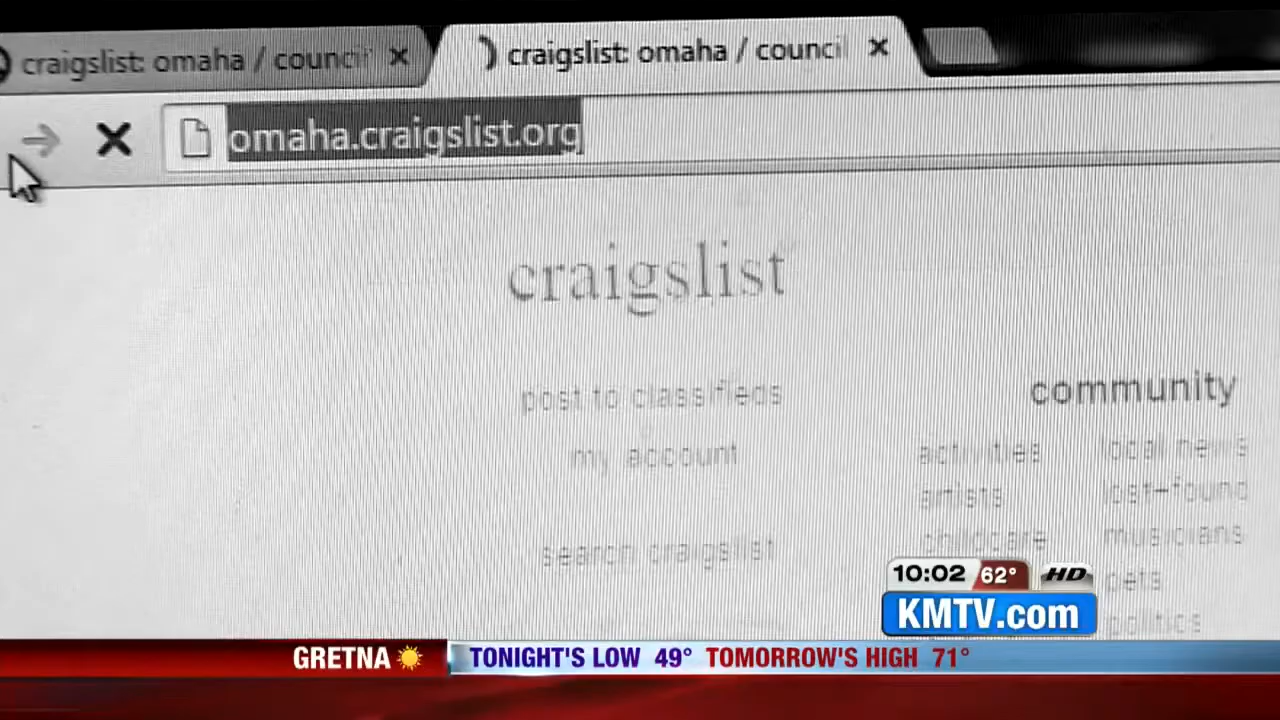 craigslist: omaha / counci
craigslist: omaha / counci
omaha.craigslist.org
craigslist
post to classifieds
community
my account
activities
local news
artists
lost+found
search craigslist
childcare
musicians
pets
politics
10:02 62° HD
KMTV.com
GRETNA TONIGHT'S LOW 49° TOMORROW'S HIGH 71°